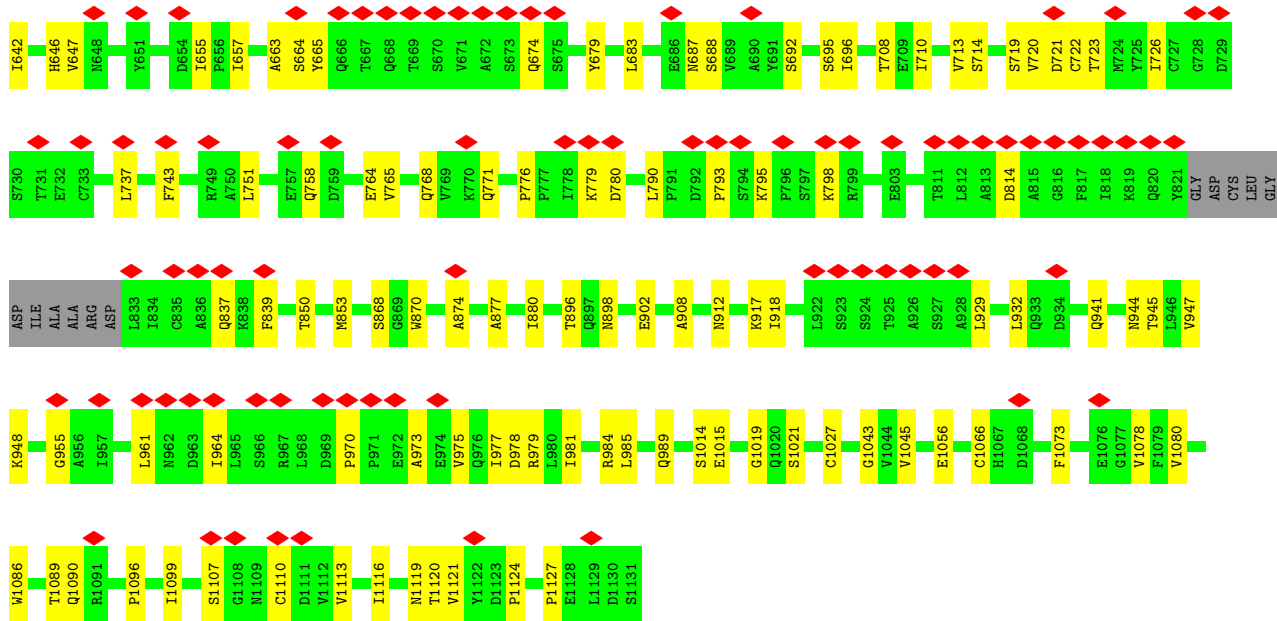 I642 H646 V647 N648 Y651 D654 I655 P656 I657 A663 S664 Y665 Q666 T667 Q668 T669 S670 V671 A672 S673 Q674 S675 Y679 L683 E686 N687 S688 V689 A690 Y691 S692 S695 I696 T708 E709 I710 V713 S714 S719 V720 D721 C722 T723 M724 Y725 I726 C727 G728 D729
S730 T731 E732 C733 L737 F743 R749 A750 L751 E757 Q758 D759 E764 V765 Q768 V769 K770 Q771 P776 P777 I778 K779 D780 L790 P791 D792 P793 S794 K795 P796 S797 K798 R799 E803 T811 L812 A813 D814 A815 G816 F817 I818 K819 Q820 Y821 GLY ASP CYS LEU GLY
ASP ILE ALA ALA ARG ASP L833 I834 C835 A836 Q837 K838 F839 T850 M853 S868 G869 W870 A874 A877 I880 T896 Q897 N898 E902 A908 N912 K917 I918 L922 S923 S924 T925 A926 S927 A928 L929 L932 Q933 D934 Q941 N944 T945 L946 V947
K948 G955 A956 I957 L961 N962 D963 I964 L965 S966 R967 L968 D969 P970 P971 E972 A973 E974 V975 Q976 I977 D978 R979 L980 I981 R984 L985 Q989 S1014 E1015 G1019 Q1020 S1021 C1027 G1043 V1044 V1045 E1056 C1066 H1067 D1068 F1073 E1076 G1077 V1078 F1079 V1080
W1086 T1089 Q1090 R1091 P1096 I1099 S1107 G1108 N1109 C1110 D1111 V1112 V1113 I1116 N1119 T1120 V1121 Y1122 D1123 P1124 P1127 E1128 L1129 D1130 S1131